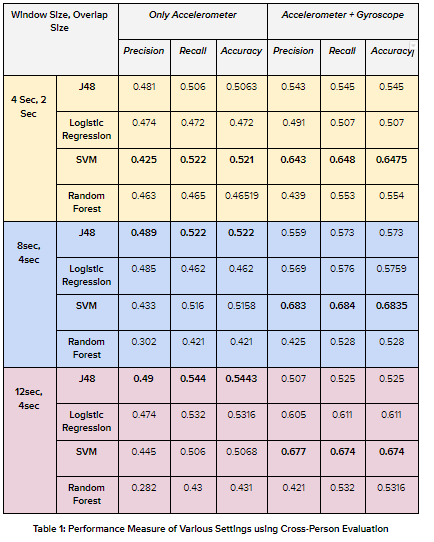 Window Size, Overlap Size Only Accelerometer Accelerometer + Gyroscope
Precision Recall Accuracy Precision Recall Accuracy
4 Sec, 2 Sec J48 0.481 0.506 0.5063 0.543 0.545 0.545
Logistic Regression 0.474 0.472 0.472 0.491 0.507 0.507
SVM 0.425 0.522 0.521 0.643 0.648 0.6475
Random Forest 0.463 0.465 0.46519 0.439 0.553 0.554
8sec, 4sec J48 0.489 0.522 0.522 0.559 0.573 0.573
Logistic Regression 0.485 0.462 0.462 0.569 0.576 0.5759
SVM 0.433 0.516 0.5158 0.683 0.684 0.6835
Random Forest 0.302 0.421 0.421 0.425 0.528 0.528
12sec, 4sec J48 0.49 0.544 0.5443 0.507 0.525 0.525
Logistic Regression 0.474 0.532 0.5316 0.605 0.611 0.611
SVM 0.445 0.506 0.5068 0.677 0.674 0.674
Random Forest 0.282 0.43 0.431 0.421 0.532 0.5316
Table 1: Performance Measure of Various Settings using Cross-Person Evaluation